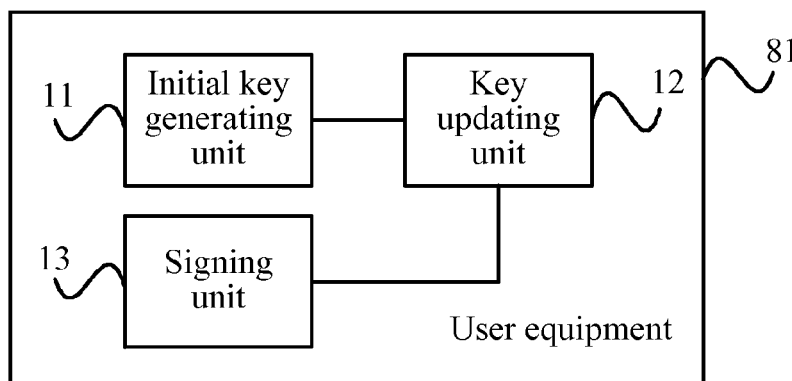 81
11
Initial key
generating
unit
Key
updating
unit
12
13
Signing
unit
User equipment